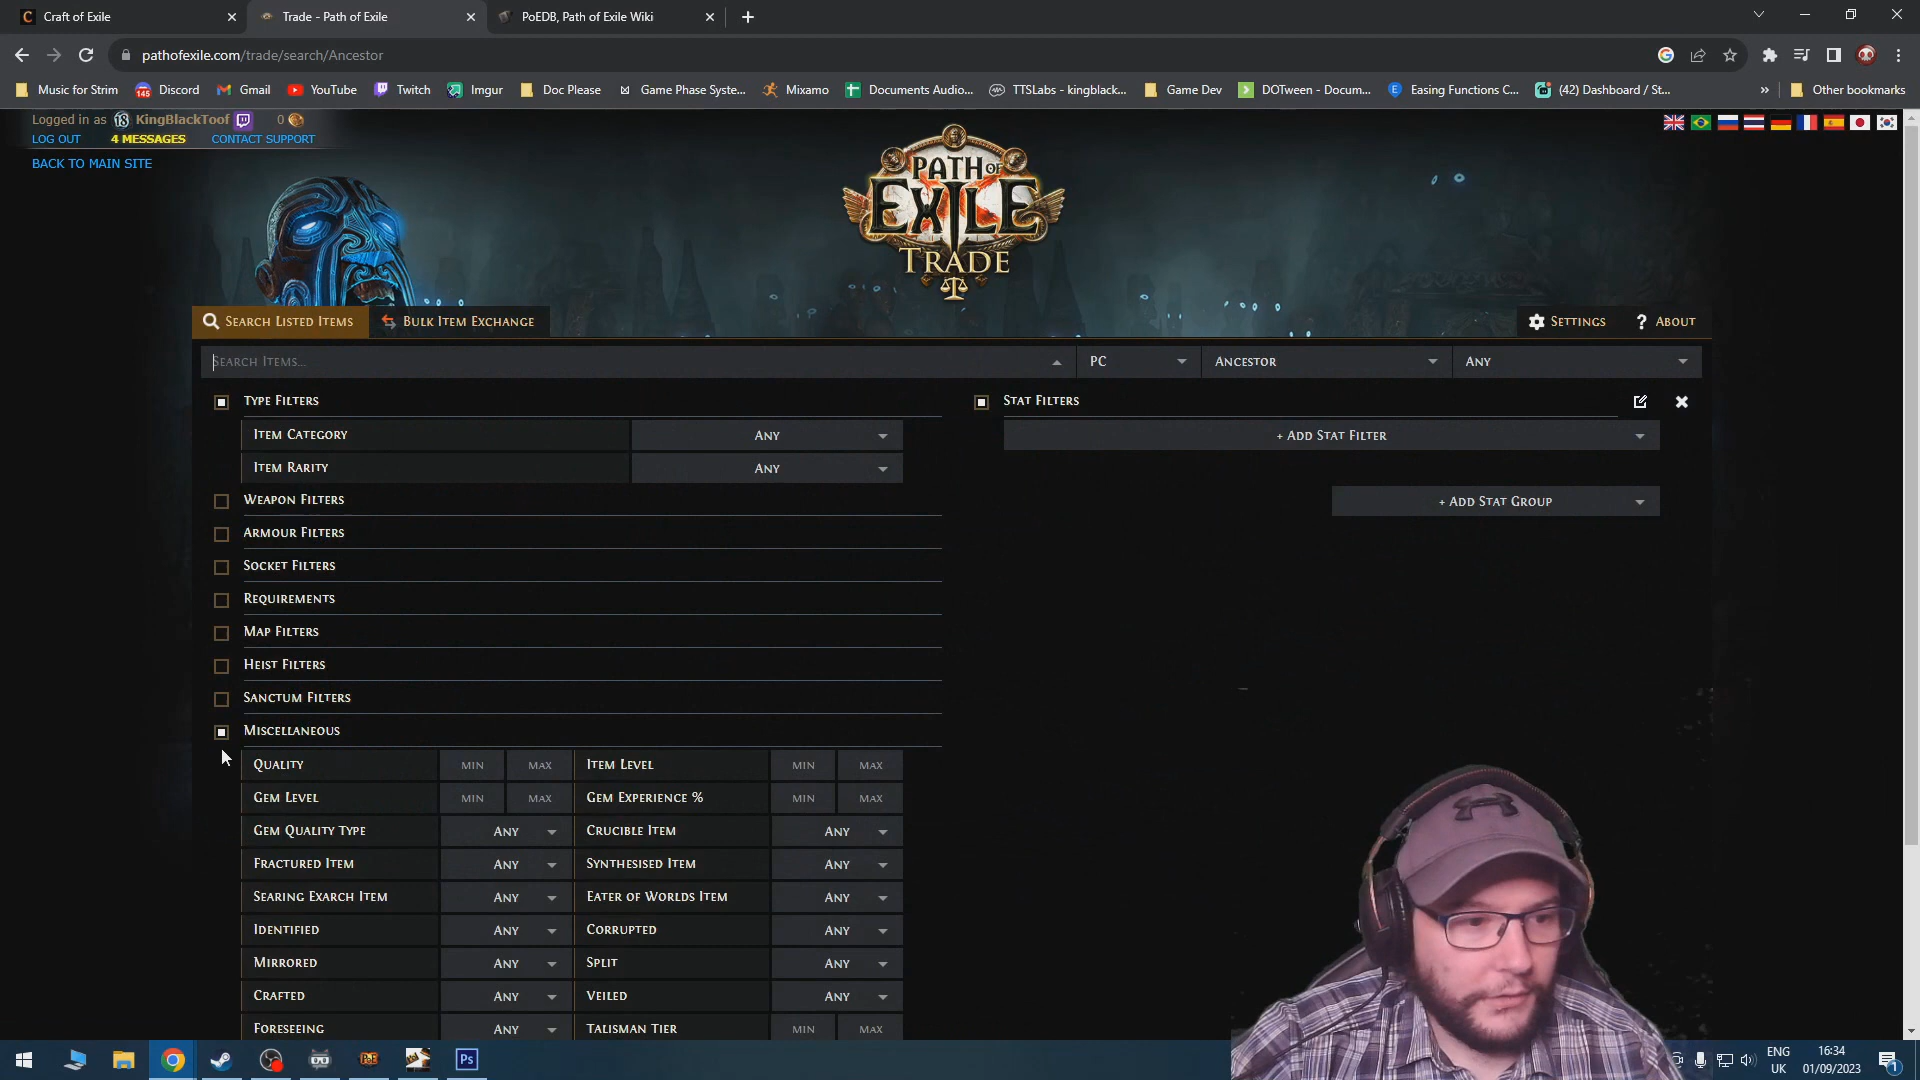 Craft of Exile
Trade - Path of Exile
PoEDB, Path of Exile Wiki
pathofexile.com/trade/search/Ancestor
Music for Strim
145
Discord
Gmail
YouTube
Twitch
Imgur
Doc Please
Game Phase Syste...
Mixamo
Documents Audio...
TTSLabs - kingblack...
Game Dev
DOTween - Docum...
Easing Functions C...
(42) Dashboard / St...
»
Other bookmarks
Logged in as KingBlackToof 0
LOG OUT 4 MESSAGES CONTACT SUPPORT
BACK TO MAIN SITE
PATH OF
EXILE
TRADE
Search Listed Items
Bulk Item Exchange
Settings
? About
Search Items...
PC
Ancestor
Any
Type Filters
Item Category Any
Item Rarity Any
Weapon Filters
Armour Filters
Socket Filters
Requirements
Map Filters
Heist Filters
Sanctum Filters
Miscellaneous
Quality MIN MAX Item Level MIN MAX
Gem Level MIN MAX Gem Experience % MIN MAX
Gem Quality Type Any Crucible Item Any
Fractured Item Any Synthesised Item Any
Searing Exarch Item Any Eater of Worlds Item Any
Identified Any Corrupted Any
Mirrored Any Split Any
Crafted Any Veiled Any
Foreseeing Any Talisman Tier MIN MAX
Stat Filters
+ Add Stat Filter
+ Add Stat Group
PoE
Ps
ENG
UK
16:34
01/09/2023
1